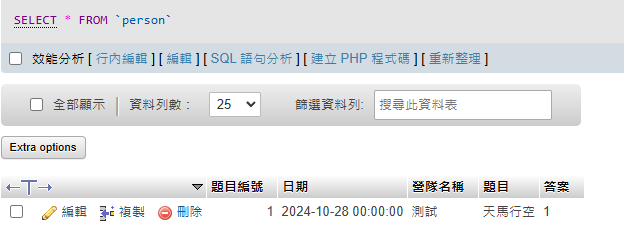 SELECT * FROM `person`
效能分析 [ 行內編輯 ] [ 編輯 ] [ SQL 語句分析 ] [ 建立 PHP 程式碼 ] [ 重新整理 ]
全部顯示 資料列數： 25 篩選資料列: 搜尋此資料表
Extra options
←T→ 題目編號 日期 營隊名稱 題目 答案
編輯 複製 刪除 1 2024-10-28 00:00:00 測試 天馬行空 1